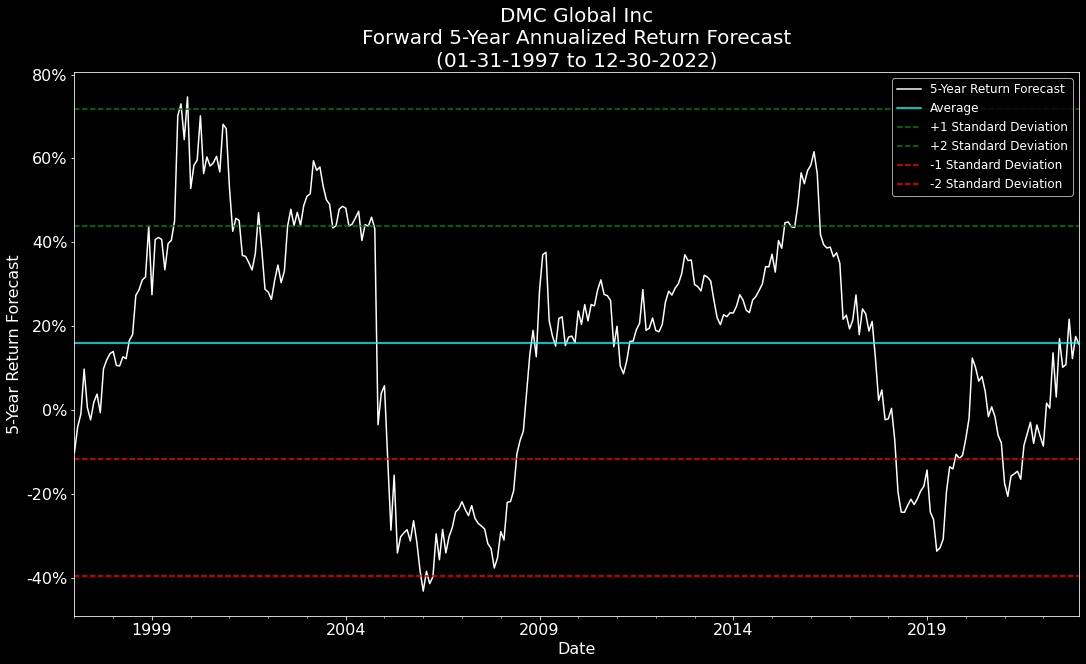 DMC Global Inc
Forward 5-Year Annualized Return Forecast
(01-31-1997 to 12-30-2022)
80%
60%
40%
20%
0%
-20%
-40%
5-Year Return Forecast
5-Year Return Forecast
Average
+1 Standard Deviation
+2 Standard Deviation
-1 Standard Deviation
-2 Standard Deviation
1999
2004
2009
2014
2019
Date